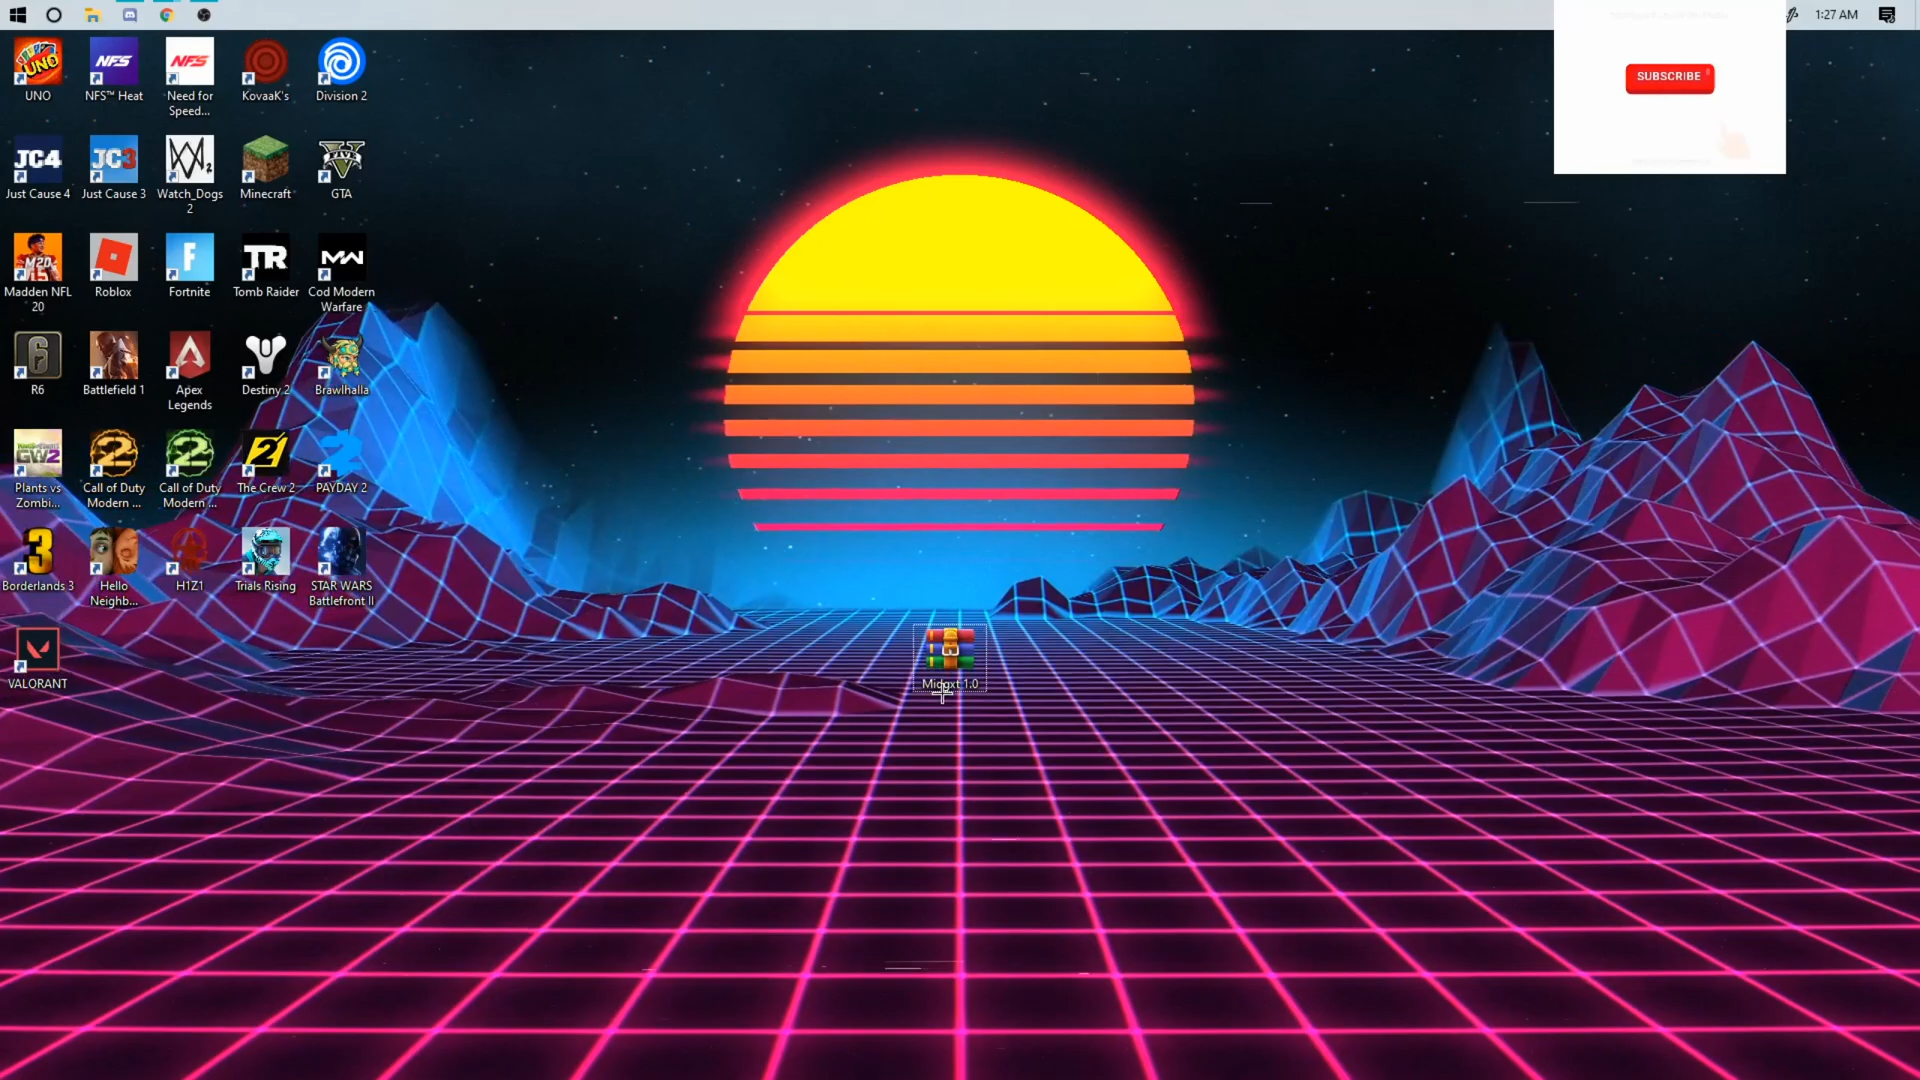 1:27 AM
SUBSCRIBE
UNO
NFS™ Heat
Need for
Speed...
KovaaK's
Division 2
Just Cause 4
Just Cause 3
Watch_Dogs
2
Minecraft
GTA
Madden NFL
20
Roblox
Fortnite
Tomb Raider
Cod Modern
Warfare
R6
Battlefield 1
Apex
Legends
Destiny 2
Brawlhalla
Plants vs
Zombi...
Call of Duty
Modern ...
Call of Duty
Modern ...
The Crew 2
PAYDAY 2
Borderlands 3
Hello
Neighb...
H1Z1
Trials Rising
STAR WARS
Battlefront II
VALORANT
1.0